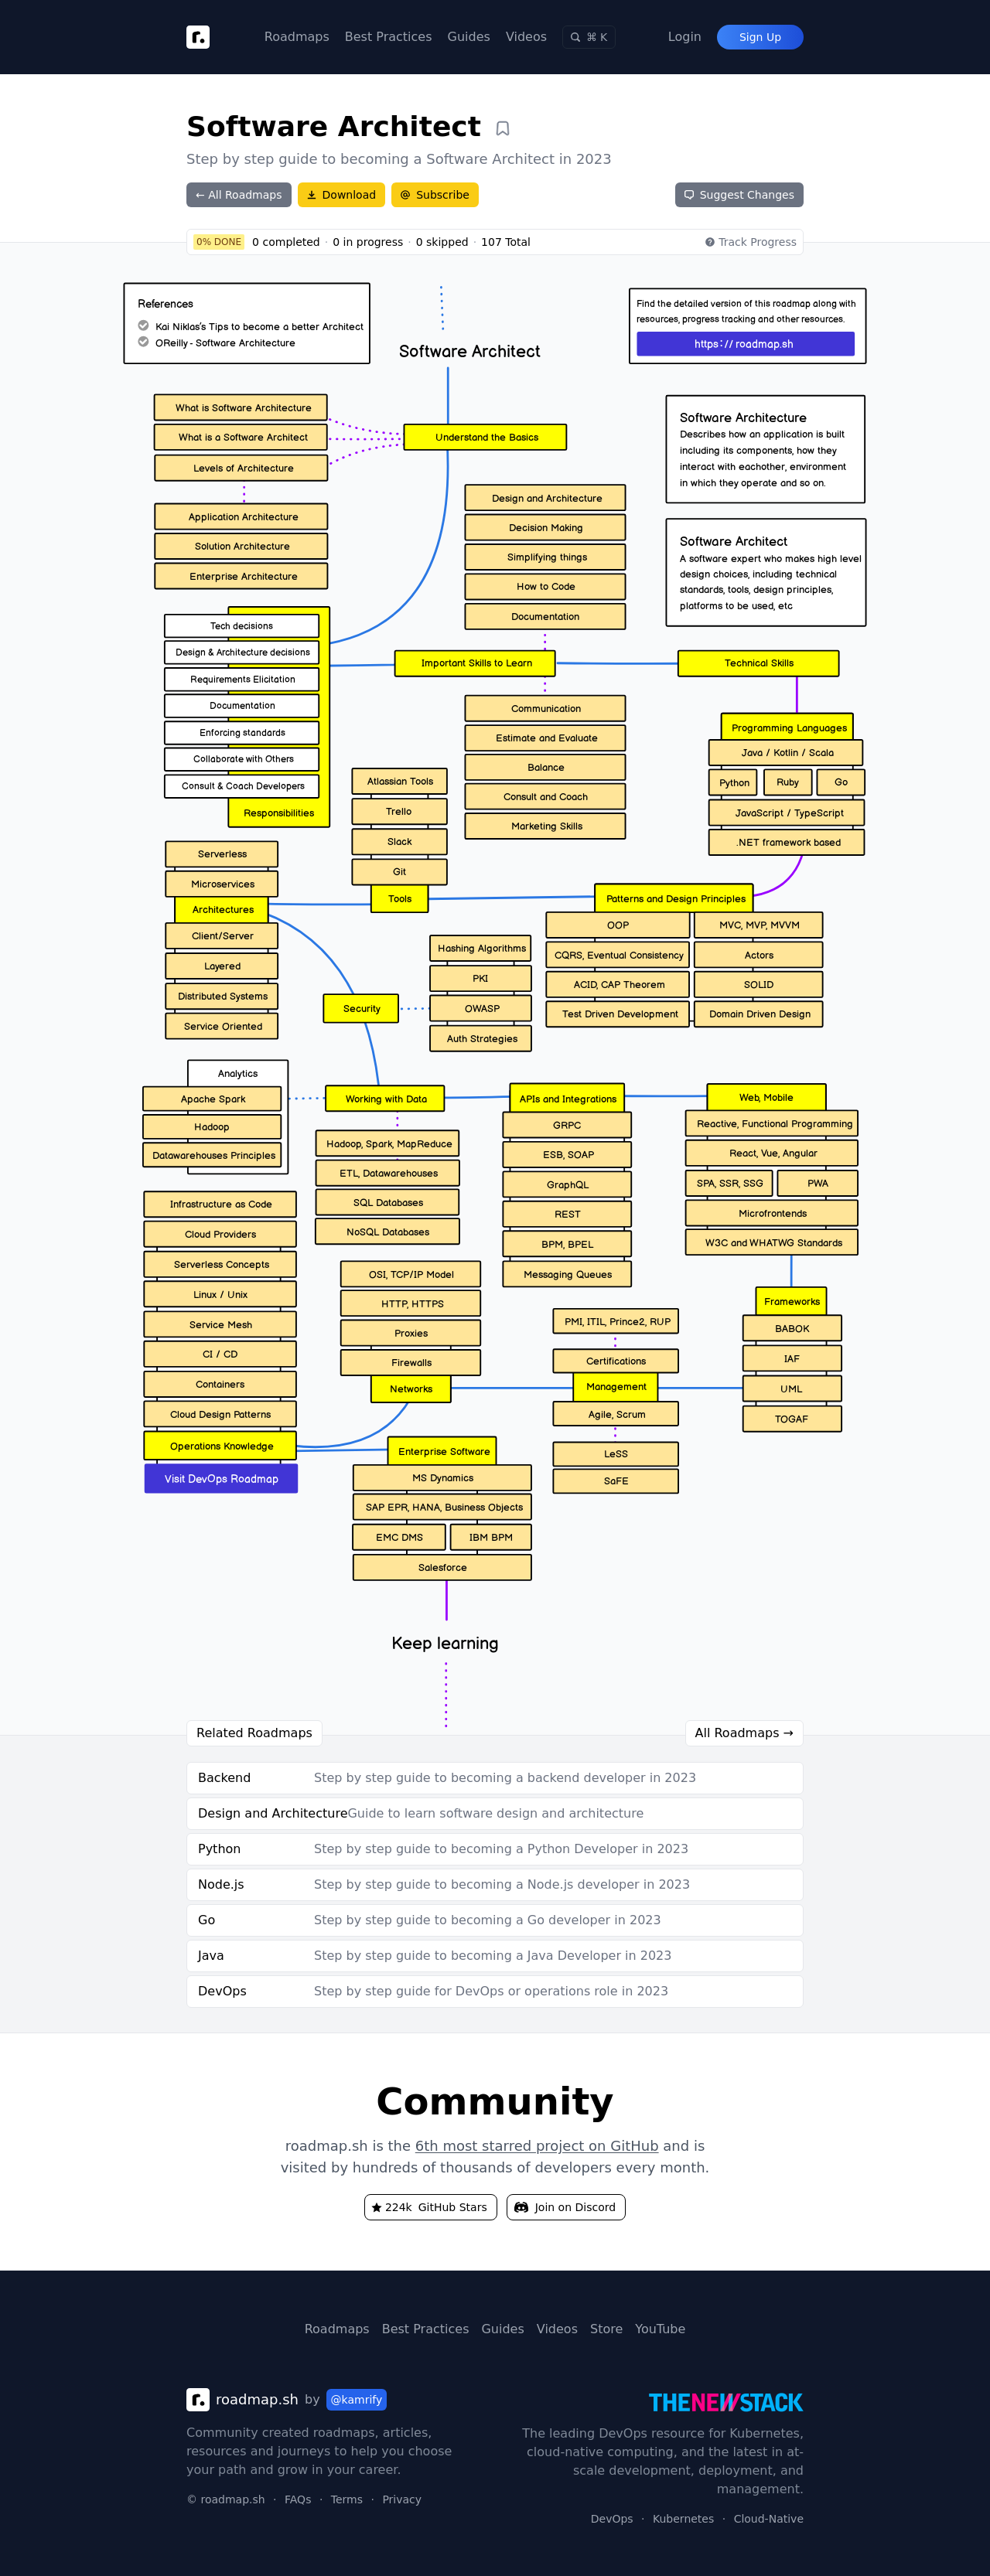 r.
Roadmaps
Best Practices
Guides
Videos
⌘ K
Login
Sign Up
Software Architect
Step by step guide to becoming a Software Architect in 2023
← All Roadmaps
Download
Subscribe
Suggest Changes
0% DONE
0 completed · 0 in progress · 0 skipped · 107 Total
Track Progress
References
Kai Niklas's Tips to become a better Architect
OReilly - Software Architecture
Software Architect
Find the detailed version of this roadmap along with
resources, progress tracking and other resources.
https://roadmap.sh
What is Software Architecture
What is a Software Architect
Levels of Architecture
Understand the Basics
Software Architecture
Describes how an application is built
including its components, how they
interact with eachother, environment
in which they operate and so on.
Application Architecture
Solution Architecture
Enterprise Architecture
Design and Architecture
Decision Making
Simplifying things
How to Code
Documentation
Software Architect
A software expert who makes high level
design choices, including technical
standards, tools, design principles,
platforms to be used, etc
Tech decisions
Design & Architecture decisions
Requirements Elicitation
Documentation
Enforcing standards
Collaborate with Others
Consult & Coach Developers
Responsibilities
Important Skills to Learn
Technical Skills
Communication
Estimate and Evaluate
Balance
Consult and Coach
Marketing Skills
Programming Languages
Java / Kotlin / Scala
Python
Ruby
Go
JavaScript / TypeScript
.NET framework based
Atlassian Tools
Trello
Slack
Git
Tools
Serverless
Microservices
Architectures
Client/Server
Layered
Distributed Systems
Service Oriented
Patterns and Design Principles
OOP
MVC, MVP, MVVM
CQRS, Eventual Consistency
Actors
ACID, CAP Theorem
SOLID
Test Driven Development
Domain Driven Design
Hashing Algorithms
PKI
OWASP
Auth Strategies
Security
Analytics
Apache Spark
Hadoop
Datawarehouses Principles
Working with Data
Hadoop, Spark, MapReduce
ETL, Datawarehouses
SQL Databases
NoSQL Databases
APIs and Integrations
GRPC
ESB, SOAP
GraphQL
REST
BPM, BPEL
Messaging Queues
Web, Mobile
Reactive, Functional Programming
React, Vue, Angular
SPA, SSR, SSG
PWA
Microfrontends
W3C and WHATWG Standards
Infrastructure as Code
Cloud Providers
Serverless Concepts
Linux / Unix
Service Mesh
CI / CD
Containers
Cloud Design Patterns
Operations Knowledge
Visit DevOps Roadmap
OSI, TCP/IP Model
HTTP, HTTPS
Proxies
Firewalls
Networks
PMI, ITIL, Prince2, RUP
Certifications
Management
Agile, Scrum
LeSS
SaFE
Frameworks
BABOK
IAF
UML
TOGAF
Enterprise Software
MS Dynamics
SAP EPR, HANA, Business Objects
EMC DMS
IBM BPM
Salesforce
Keep learning
Related Roadmaps
All Roadmaps →
Backend Step by step guide to becoming a backend developer in 2023
Design and Architecture Guide to learn software design and architecture
Python Step by step guide to becoming a Python Developer in 2023
Node.js Step by step guide to becoming a Node.js developer in 2023
Go Step by step guide to becoming a Go developer in 2023
Java Step by step guide to becoming a Java Developer in 2023
DevOps Step by step guide for DevOps or operations role in 2023
Community
roadmap.sh is the 6th most starred project on GitHub and is
visited by hundreds of thousands of developers every month.
224k GitHub Stars
Join on Discord
Roadmaps Best Practices Guides Videos Store YouTube
r. roadmap.sh by @kamrify
Community created roadmaps, articles,
resources and journeys to help you choose
your path and grow in your career.
© roadmap.sh · FAQs · Terms · Privacy
THENEWSTACK
The leading DevOps resource for Kubernetes,
cloud-native computing, and the latest in at-
scale development, deployment, and
management.
DevOps · Kubernetes · Cloud-Native